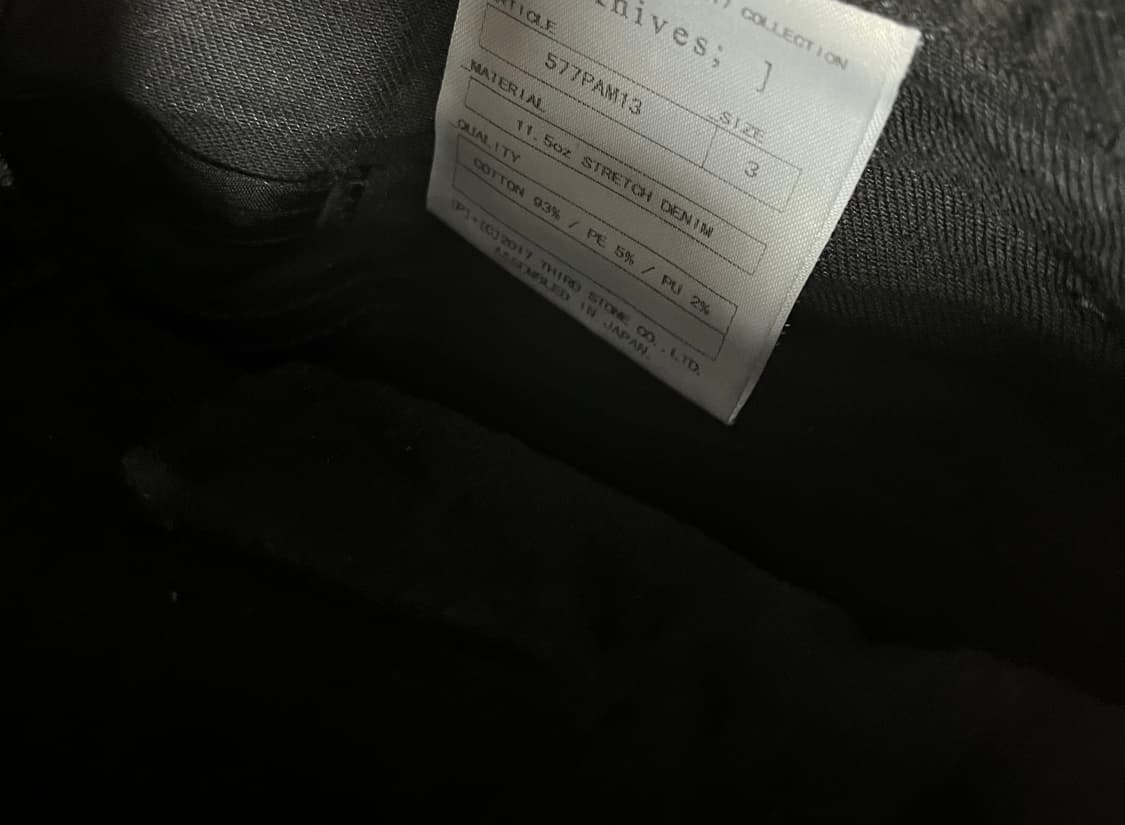 ) COLLECTION
nives; ]
ARTICLE
577PAM13
SIZE
3
MATERIAL
11.5oz STRETCH DENIM
QUALITY
COTTON 93% / PE 5% / PU 2%
(P)+(C)2017 THIRD STONE CO.,LTD.
ASSEMBLED IN JAPAN.